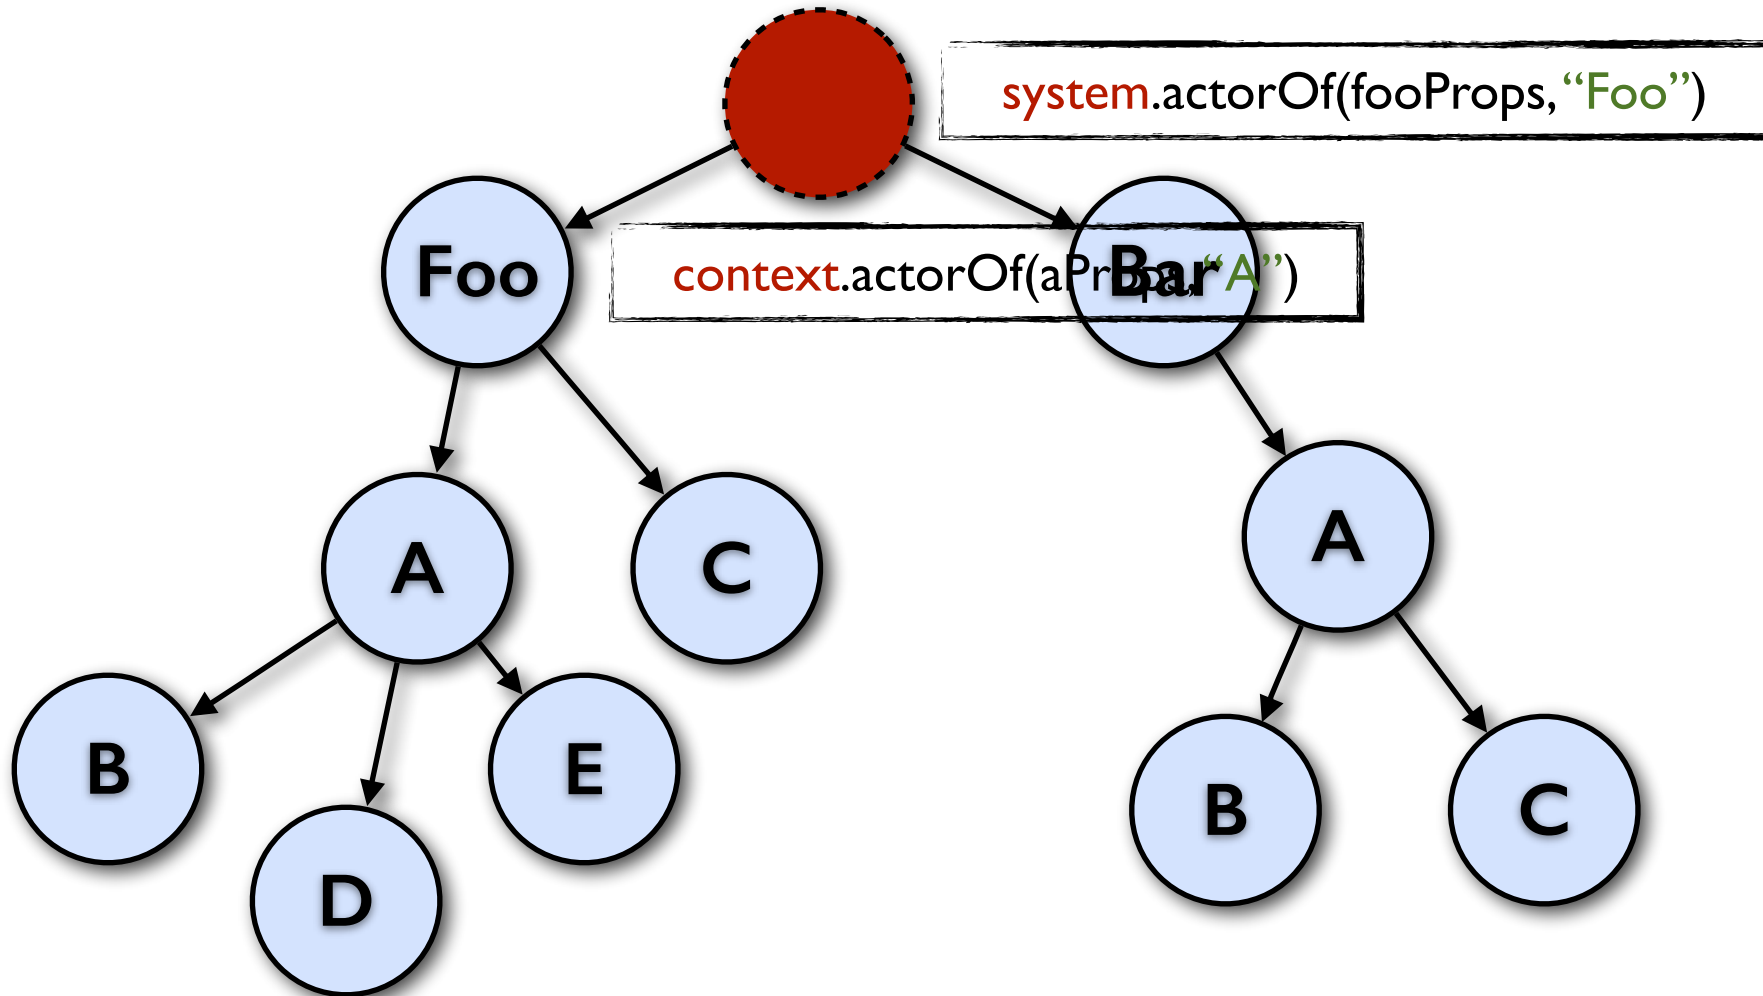 system.actorOf(fooProps, “Foo”)
Foo
context.actorOf(aProps, “A”)
Bar
A
C
A
B
E
D
B
C